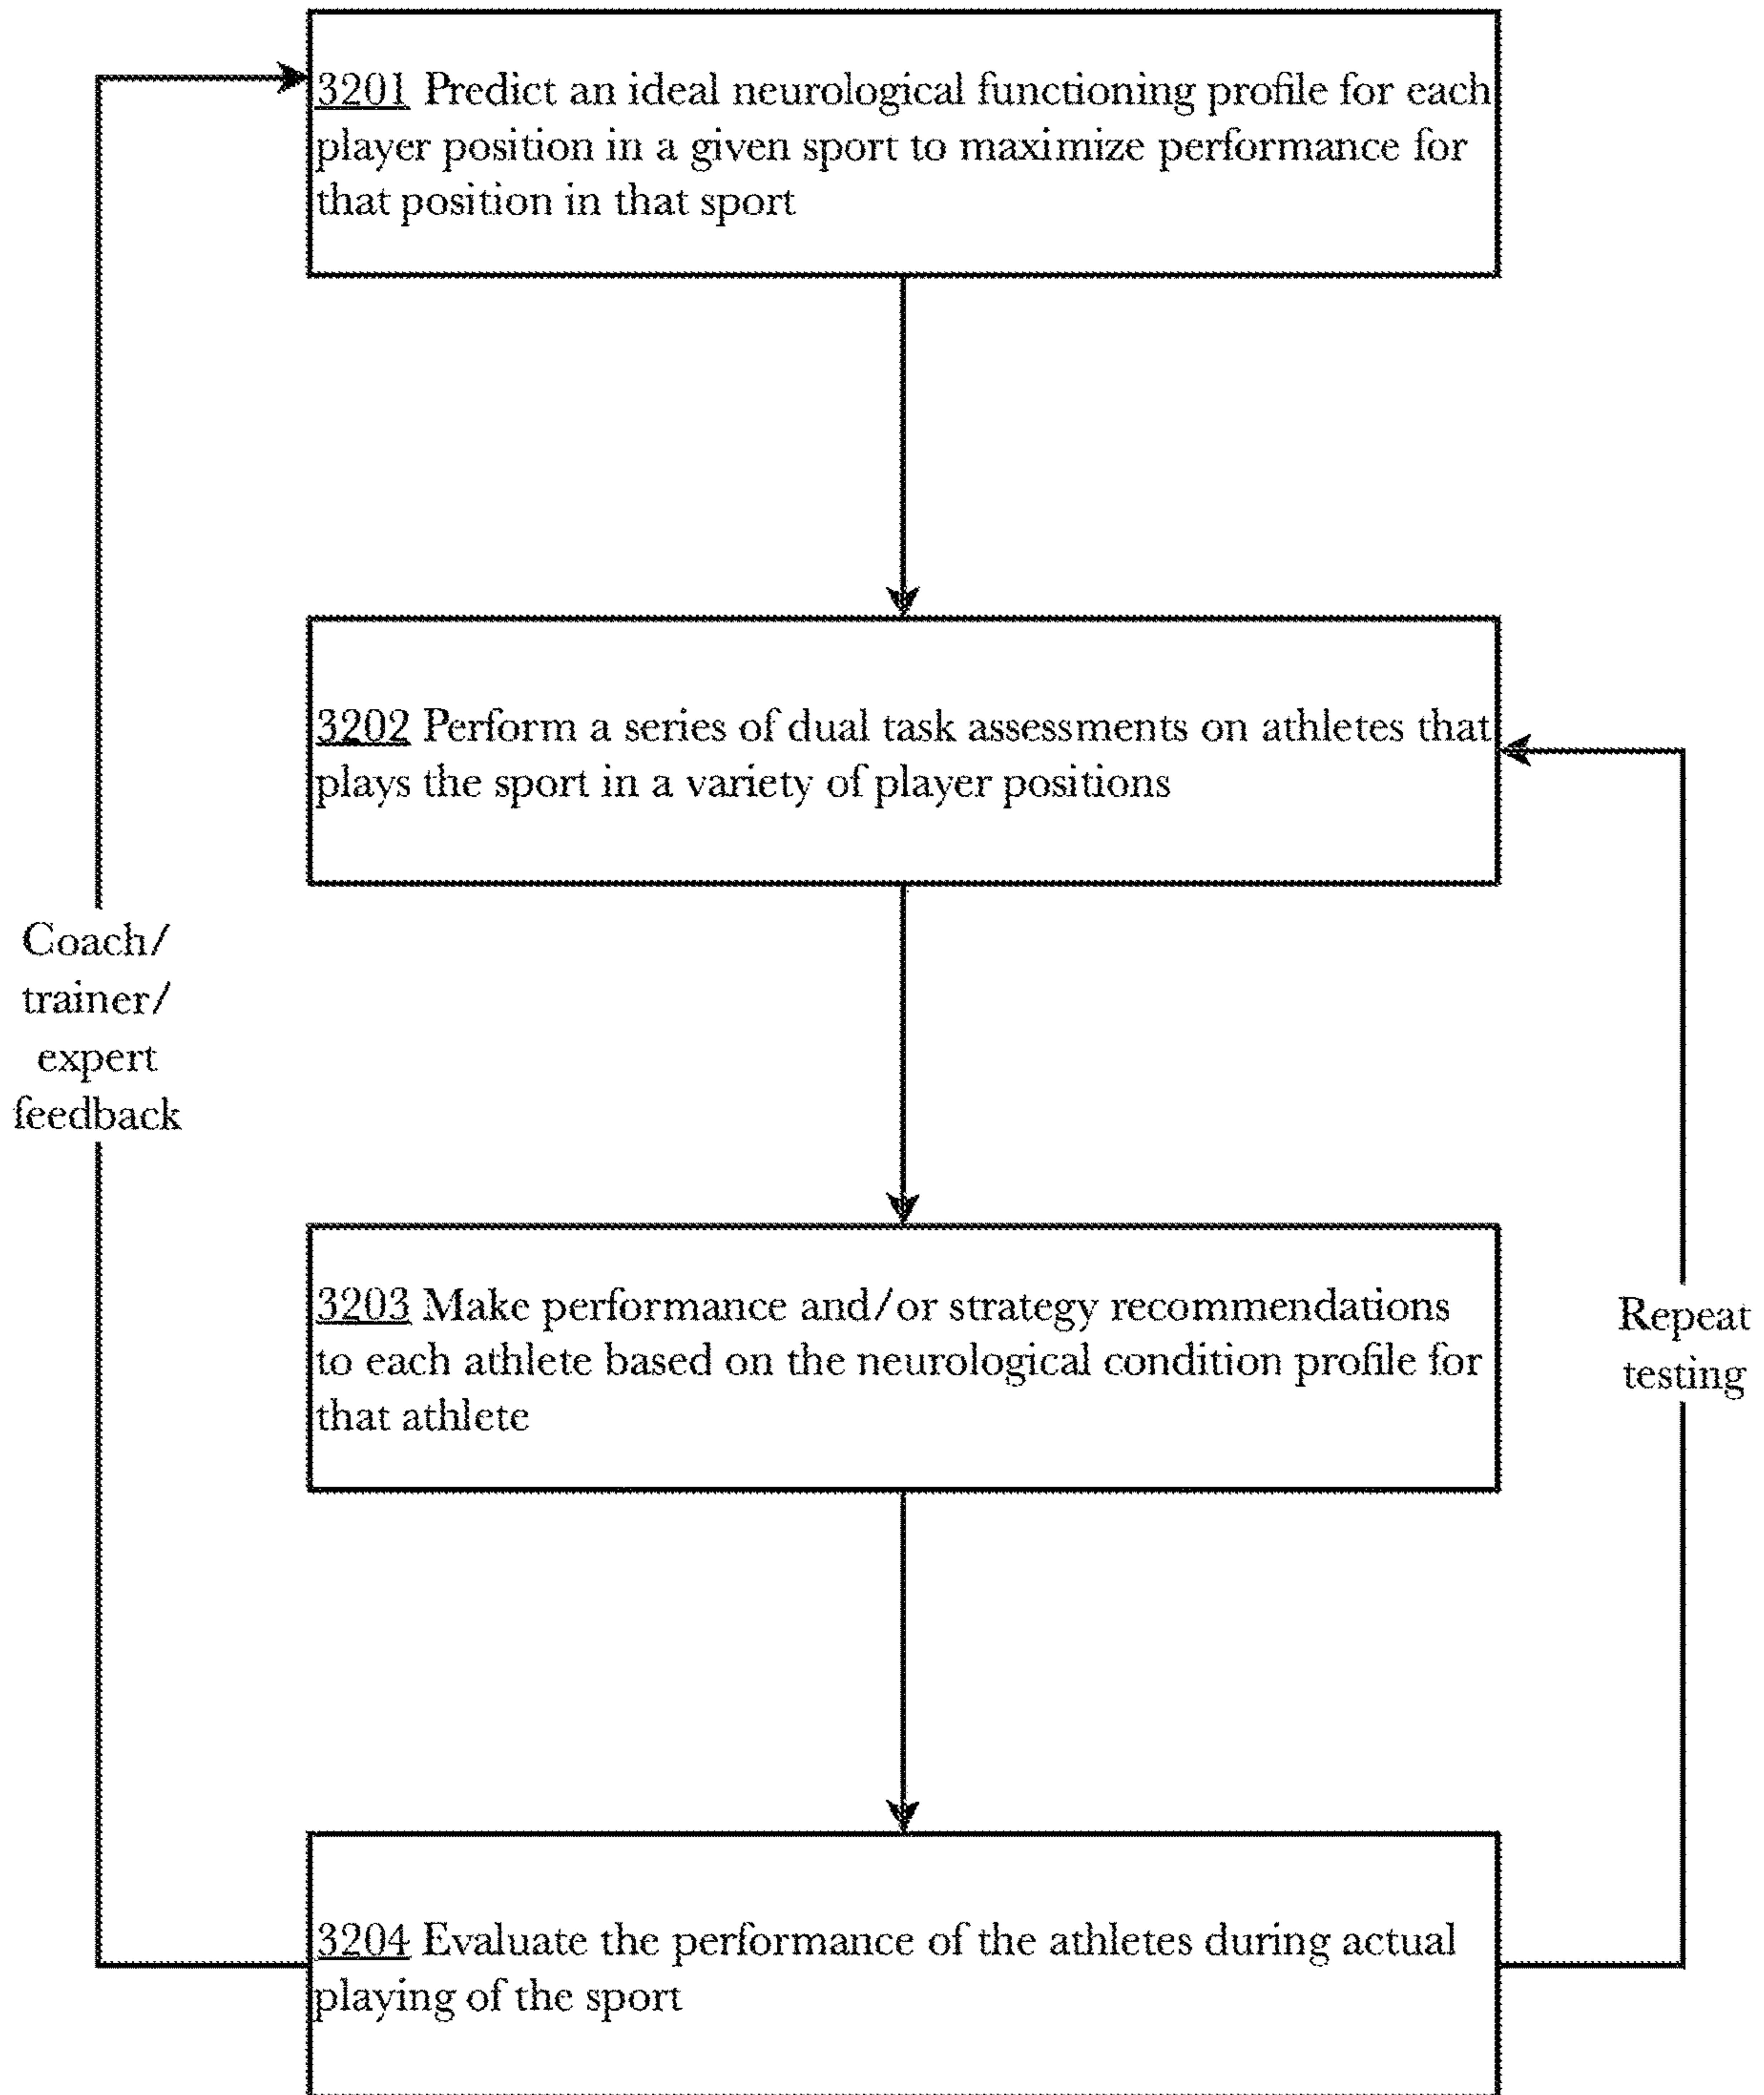 3201 Predict an ideal neurological functioning profile for each
player position in a given sport to maximize performance for
that position in that sport
3202 Perform a series of dual task assessments on athletes that
plays the sport in a variety of player positions
Coach/
trainer/
expert
feedback
3203 Make performance and/or strategy recommendations
to each athlete based on the neurological condition profile for
that athlete
Repeat
testing
3204 Evaluate the performance of the athletes during actual
playing of the sport